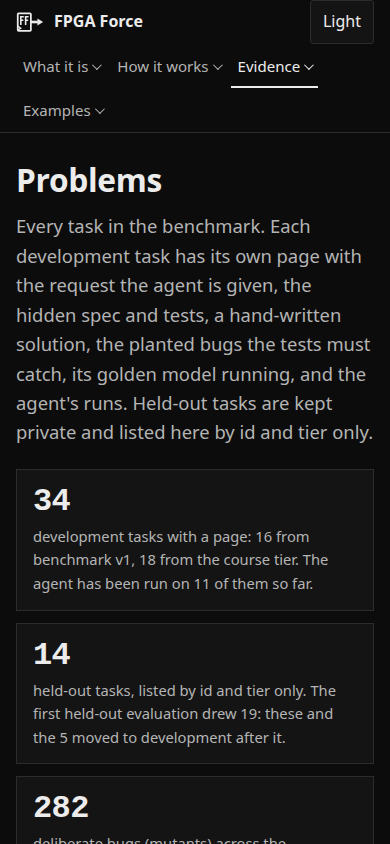 FPGA Force
Light
What it is
How it works
Evidence
Examples
Problems
Every task in the benchmark. Each
development task has its own page with
the request the agent is given, the
hidden spec and tests, a hand-written
solution, the planted bugs the tests must
catch, its golden model running, and the
agent's runs. Held-out tasks are kept
private and listed here by id and tier only.
34
development tasks with a page: 16 from
benchmark v1, 18 from the course tier. The
agent has been run on 11 of them so far.
14
held-out tasks, listed by id and tier only. The
first held-out evaluation drew 19: these and
the 5 moved to development after it.
282
deliberate bugs (mutants) across the